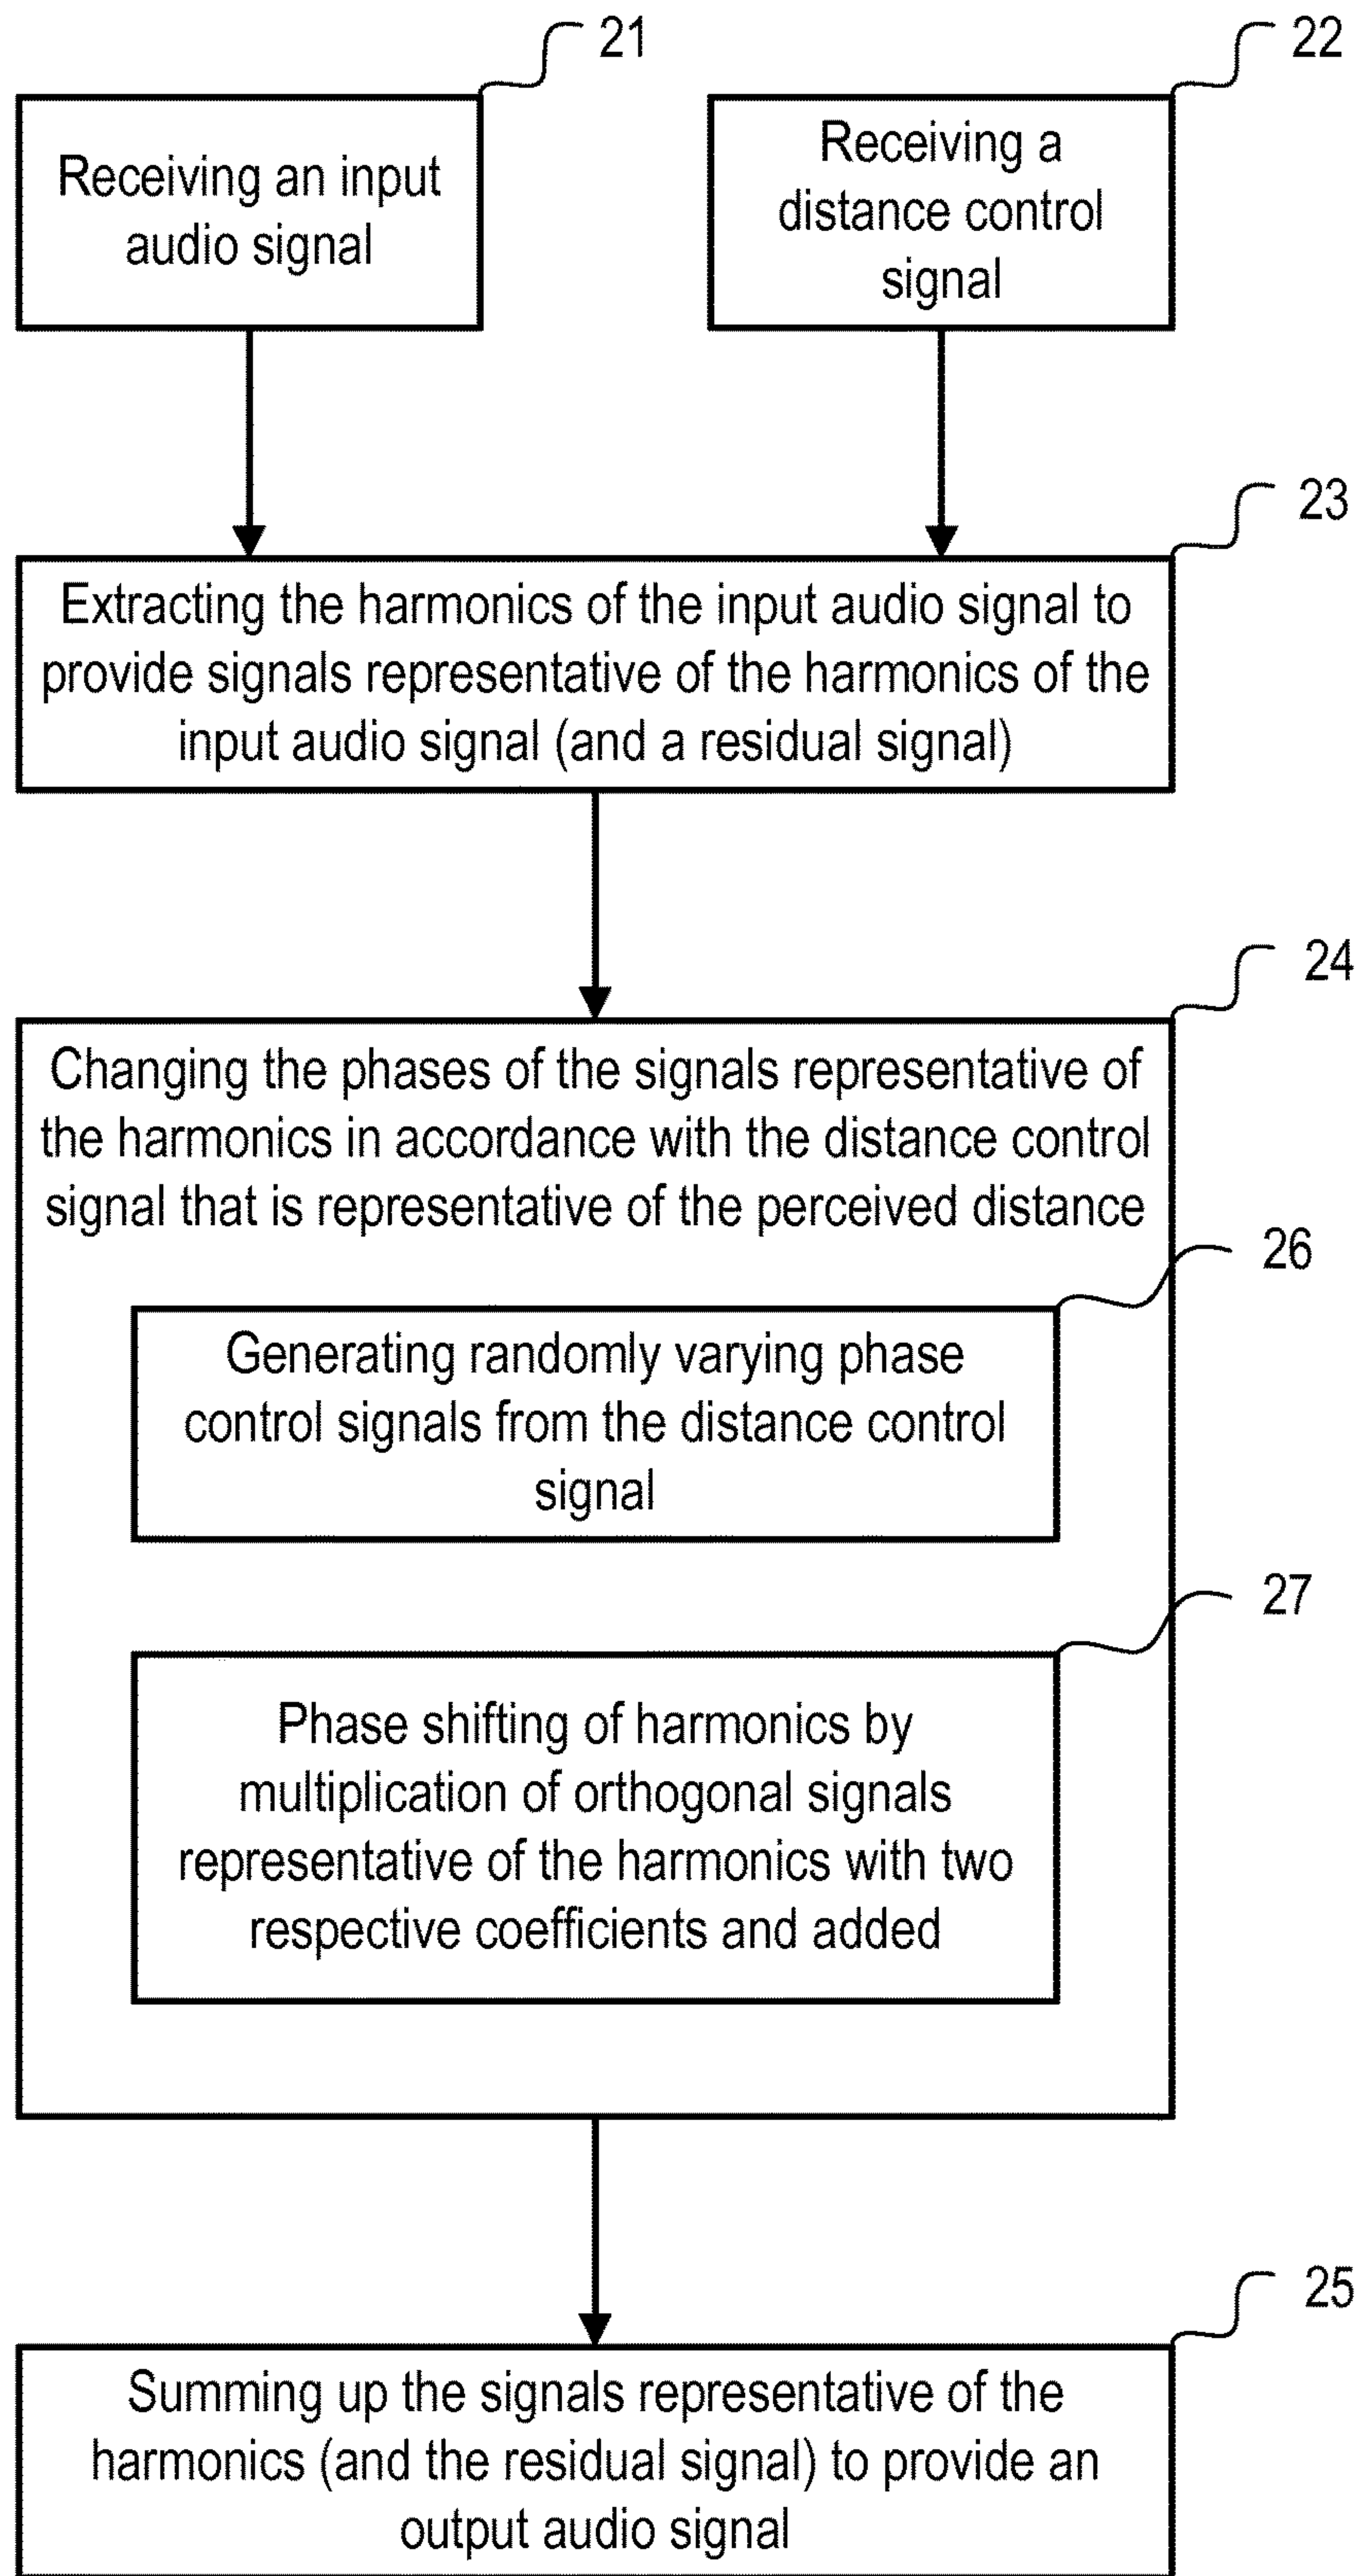 21
Receiving an input
audio signal
22
Receiving a
distance control
signal
23
Extracting the harmonics of the input audio signal to
provide signals representative of the harmonics of the
input audio signal (and a residual signal)
24
Changing the phases of the signals representative of
the harmonics in accordance with the distance control
signal that is representative of the perceived distance
26
Generating randomly varying phase
control signals from the distance control
signal
27
Phase shifting of harmonics by
multiplication of orthogonal signals
representative of the harmonics with two
respective coefficients and added
25
Summing up the signals representative of the
harmonics (and the residual signal) to provide an
output audio signal